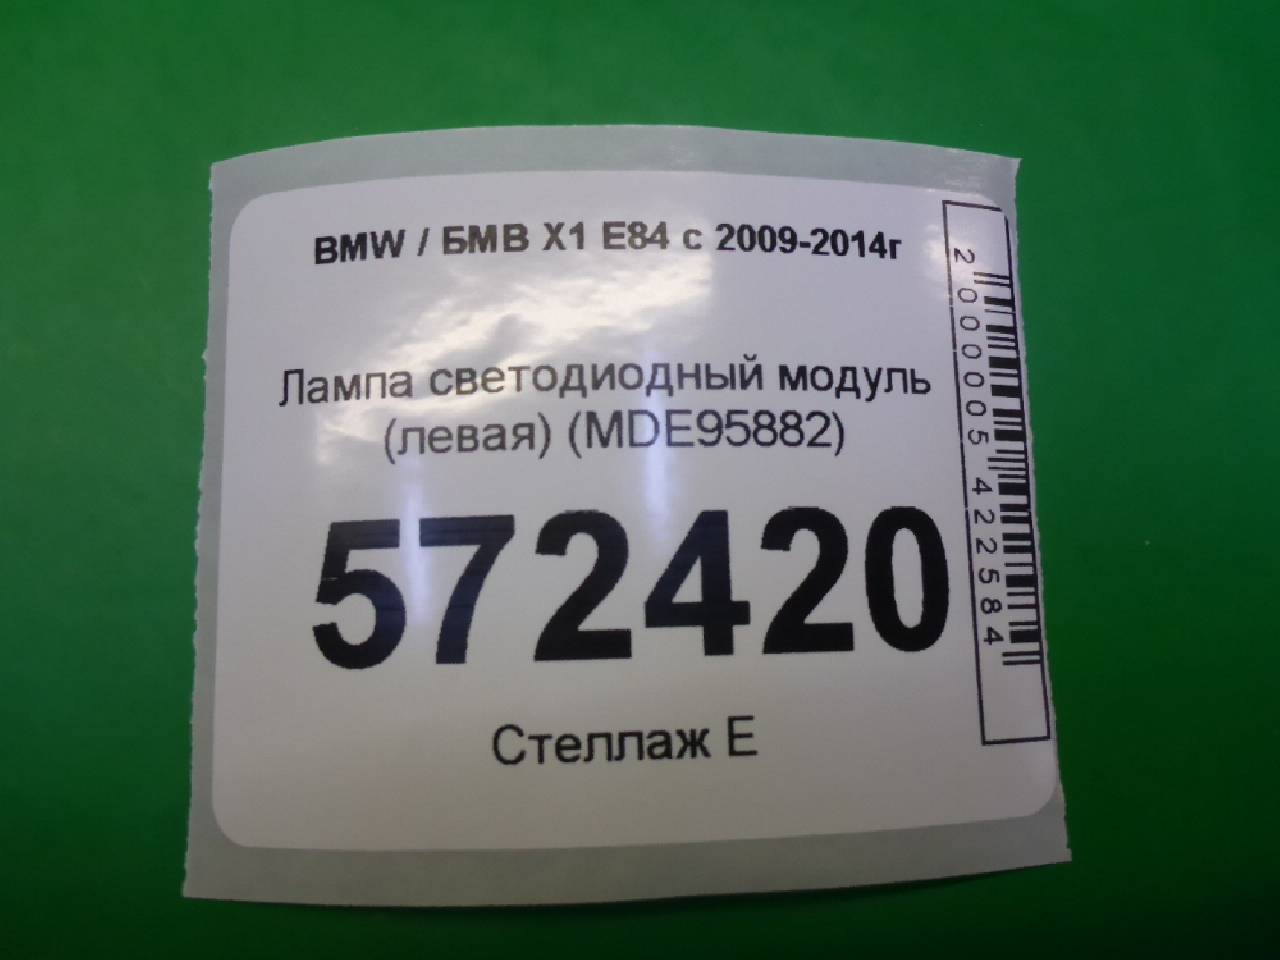 BMW / БМВ X1 E84 с 2009-2014г
Лампа светодиодный модуль
(левая) (MDE95882)
572420
Стеллаж E
2000005422584